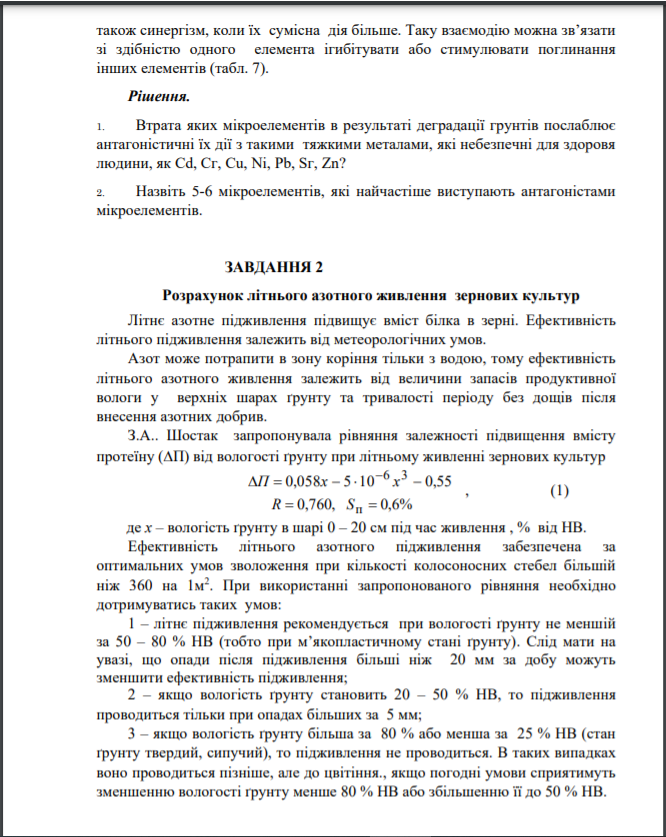 також синергізм, коли їх сумісна дія більше. Таку взаємодію можна зв’язати
зі здібністю одного елемента ігибітувати або стимулювати поглинання
інших елементів (табл. 7).
Рішення.
1. Втрата яких мікроелементів в результаті деградації грунтів послаблює
антагоністичні їх дії з такими тяжкими металами, які небезпечні для здоровя
людини, як Cd, Cr, Cu, Ni, Pb, Sr, Zn?
2. Назвіть 5-6 мікроелементів, які найчастіше виступають антагоністами
мікроелементів.
ЗАВДАННЯ 2
Розрахунок літнього азотного живлення зернових культур
Літнє азотне підживлення підвищує вміст білка в зерні. Ефективність
літнього підживлення залежить від метеорологічних умов.
Азот може потрапити в зону коріння тільки з водою, тому ефективність
літнього азотного живлення залежить від величини запасів продуктивної
вологи у верхніх шарах ґрунту та тривалості періоду без дощів після
внесення азотних добрив.
З.А.. Шостак запропонувала рівняння залежності підвищення вмісту
протеїну (ΔП) від вологості ґрунту при літньому живленні зернових культур
ΔП = 0,058x − 5·10⁻⁶ x³ − 0,55
R = 0,760, Sп = 0,6% , (1)
де x – вологість ґрунту в шарі 0 – 20 см під час живлення , % від НВ.
Ефективність літнього азотного підживлення забезпечена за
оптимальних умов зволоження при кількості колосоносних стебел більшій
ніж 360 на 1м². При використанні запропонованого рівняння необхідно
дотримуватись таких умов:
1 – літнє підживлення рекомендується при вологості ґрунту не меншій
за 50 – 80 % НВ (тобто при м’якопластичному стані ґрунту). Слід мати на
увазі, що опади після підживлення більші ніж 20 мм за добу можуть
зменшити ефективність підживлення;
2 – якщо вологість ґрунту становить 20 – 50 % НВ, то підживлення
проводиться тільки при опадах більших за 5 мм;
3 – якщо вологість ґрунту більша за 80 % або менша за 25 % НВ (стан
ґрунту твердий, сипучий), то підживлення не проводиться. В таких випадках
воно проводиться пізніше, але до цвітіння., якщо погодні умови сприятимуть
зменшенню вологості ґрунту менше 80 % НВ або збільшенню її до 50 % НВ.